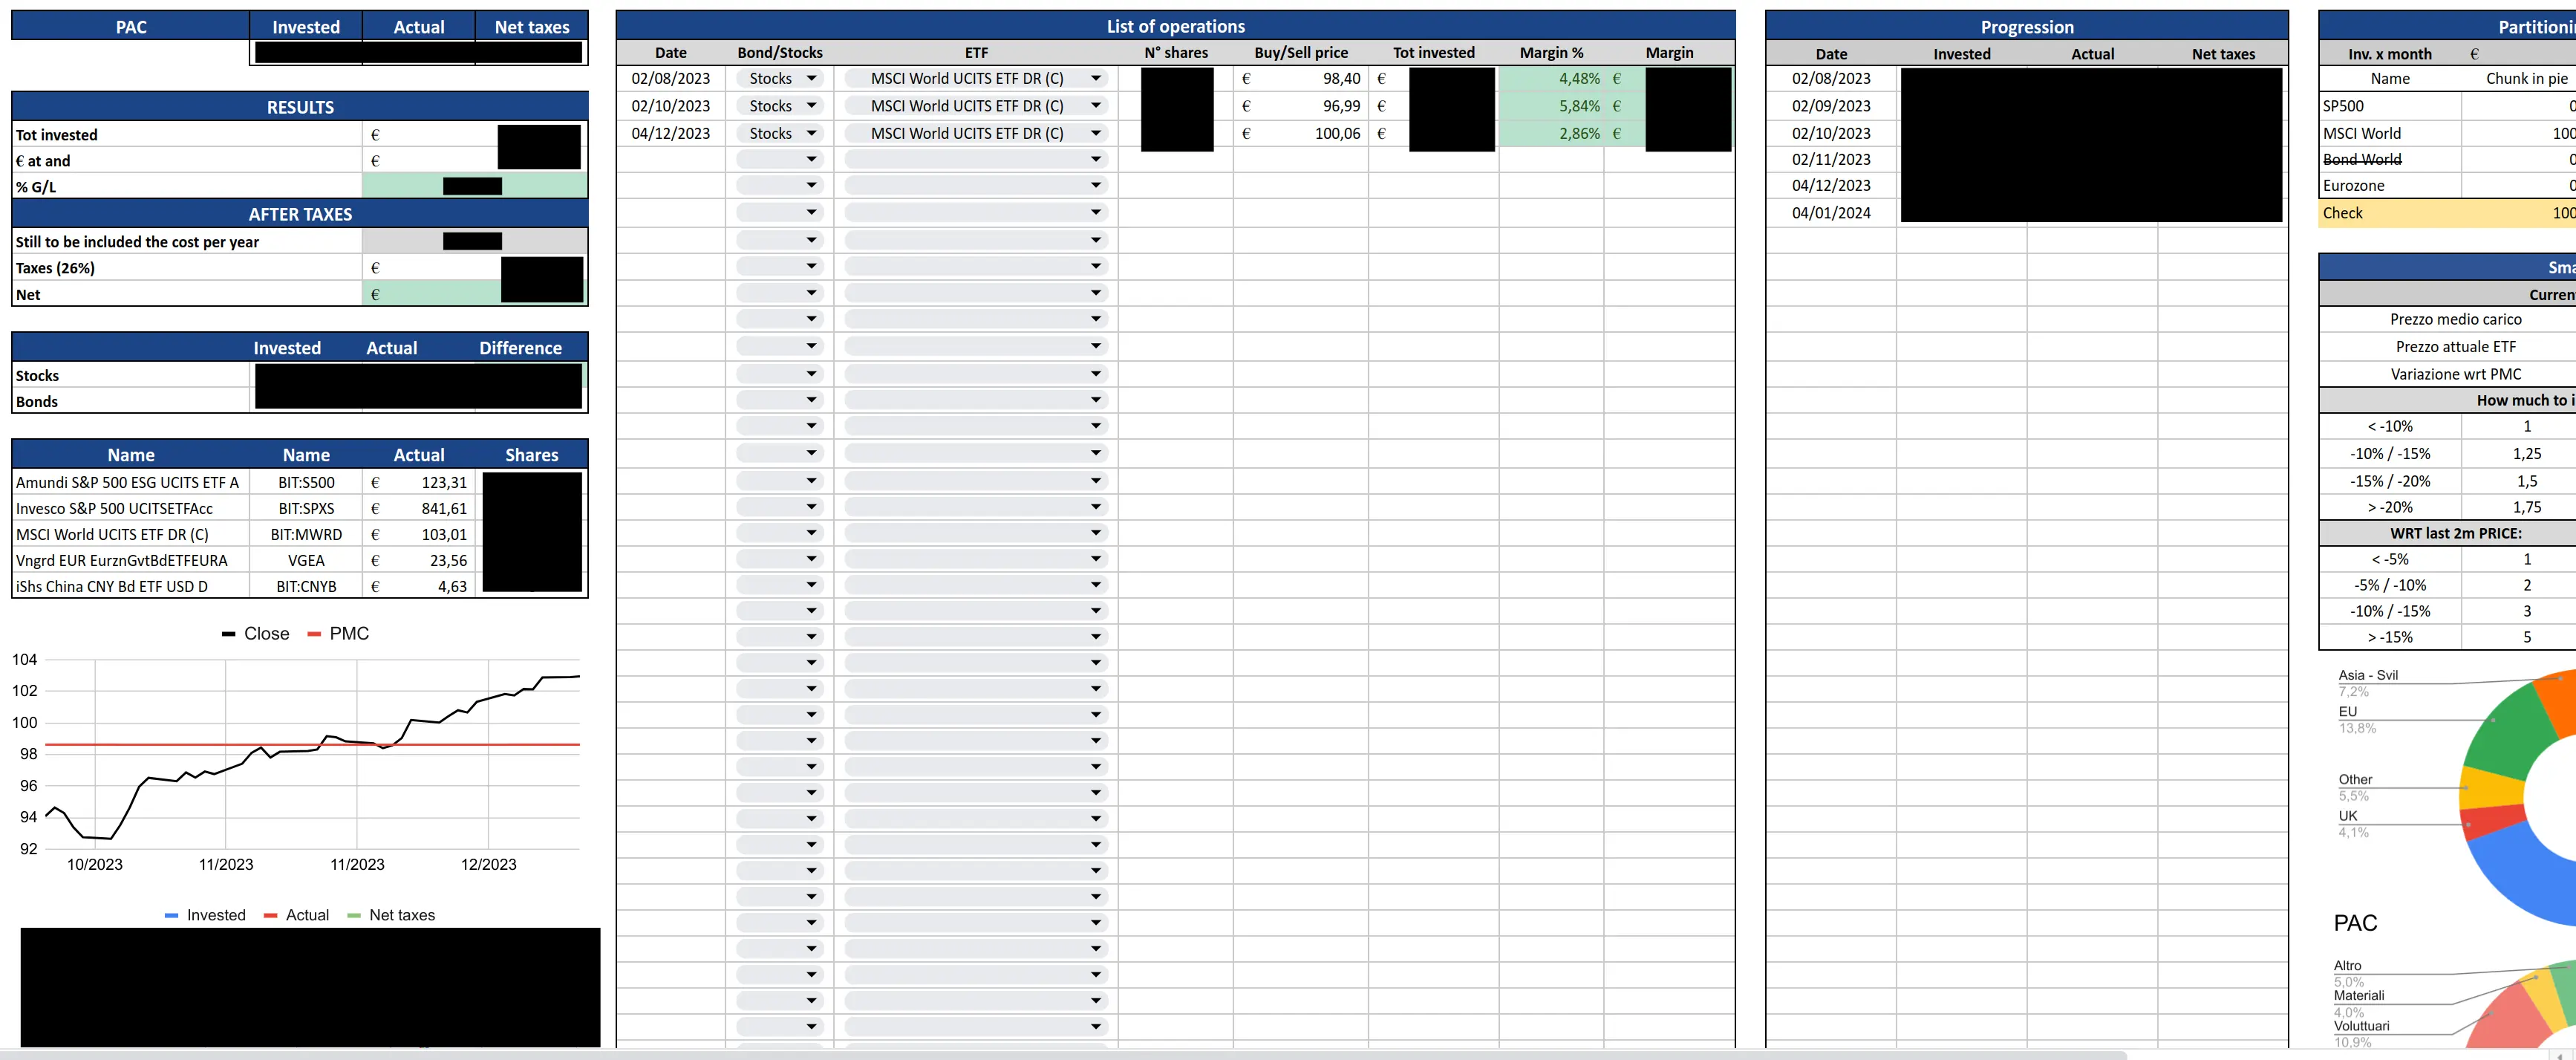 PAC Invested Actual Net taxes
RESULTS
Tot invested €
€ at and €
% G/L
AFTER TAXES
Still to be included the cost per year
Taxes (26%) €
Net €
Invested Actual Difference
Stocks
Bonds
Name Name Actual Shares
Amundi S&P 500 ESG UCITS ETF A BIT:S500 € 123,31
Invesco S&P 500 UCITSETFAcc BIT:SPXS € 841,61
MSCI World UCITS ETF DR (C) BIT:MWRD € 103,01
Vngrd EUR EurznGvtBdETFEURA VGEA € 23,56
iShs China CNY Bd ETF USD D BIT:CNYB € 4,63
Close PMC
104
102
100
98
96
94
92
10/2023 11/2023 11/2023 12/2023
Invested Actual Net taxes
List of operations
Date Bond/Stocks ETF N° shares Buy/Sell price Tot invested Margin % Margin
02/08/2023 Stocks MSCI World UCITS ETF DR (C) € 98,40 € 4,48% €
02/10/2023 Stocks MSCI World UCITS ETF DR (C) € 96,99 € 5,84% €
04/12/2023 Stocks MSCI World UCITS ETF DR (C) € 100,06 € 2,86% €
Progression
Date Invested Actual Net taxes
02/08/2023
02/09/2023
02/10/2023
02/11/2023
04/12/2023
04/01/2024
Partitionin
Inv. x month €
Name Chunk in pie
SP500 0
MSCI World 100
Bond World 0
Eurozone 0
Check 100
Sma
Curren
Prezzo medio carico
Prezzo attuale ETF
Variazione wrt PMC
How much to i
< -10% 1
-10% / -15% 1,25
-15% / -20% 1,5
> -20% 1,75
WRT last 2m PRICE:
< -5% 1
-5% / -10% 2
-10% / -15% 3
> -15% 5
Asia - Svil
7,2%
EU
13,8%
Other
5,5%
UK
4,1%
PAC
Altro
5,0%
Materiali
4,0%
Voluttuari
10,9%